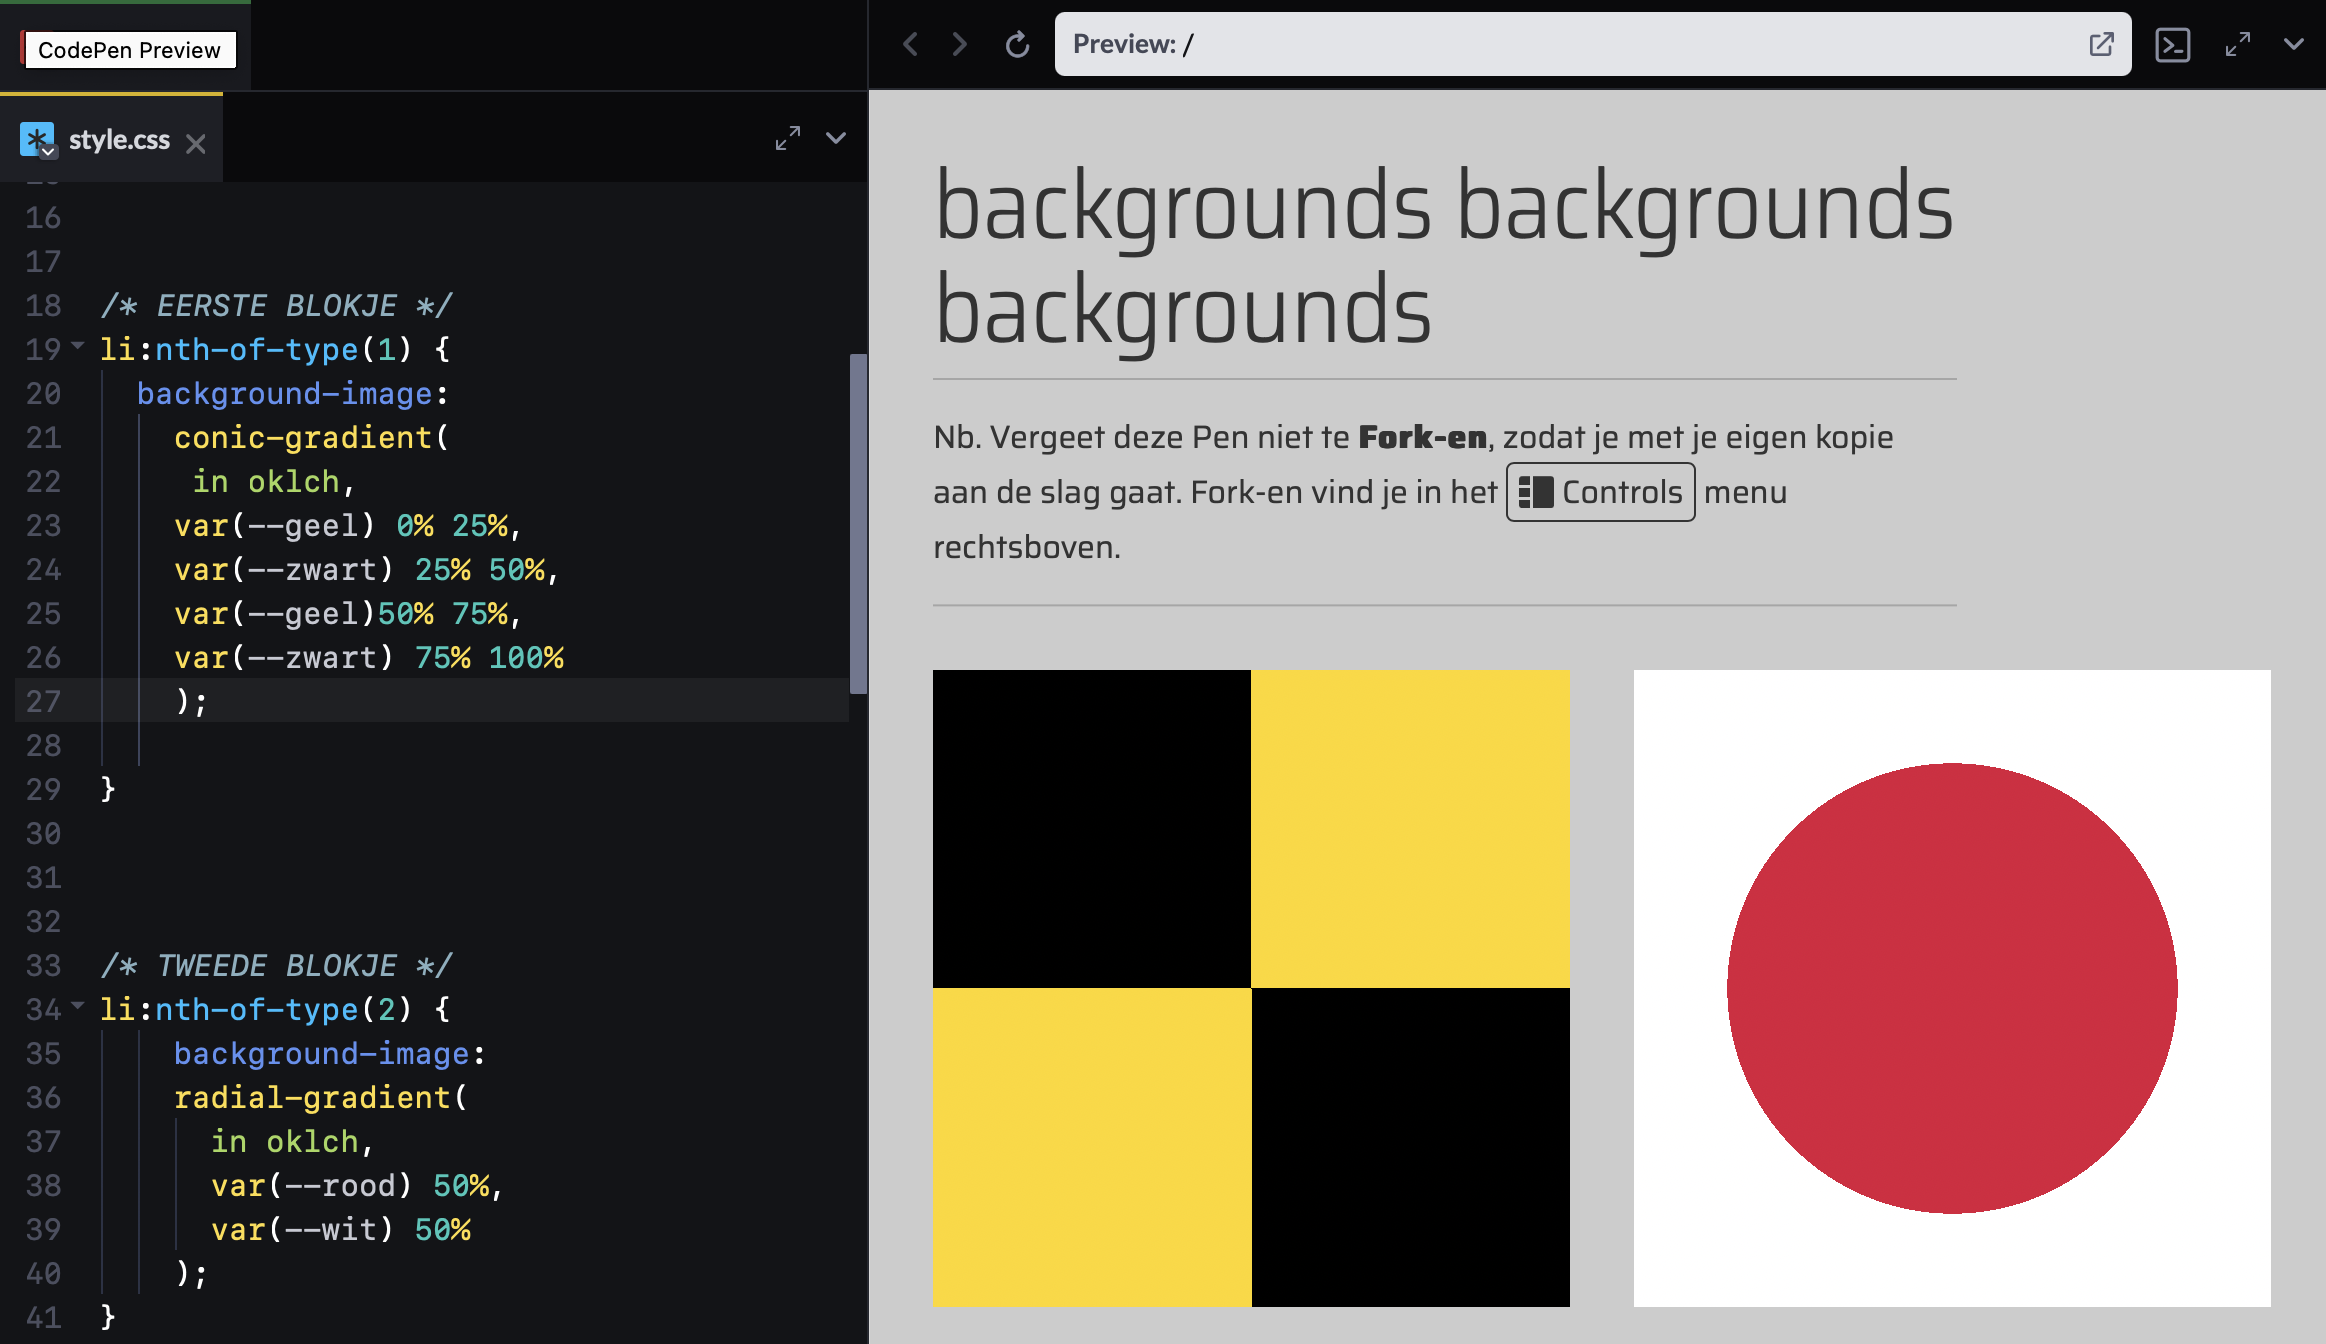 CodePen Preview
style.css
16
17
18 /* EERSTE BLOKJE */
19 li:nth-of-type(1) {
20 background-image:
21 conic-gradient(
22 in oklch,
23 var(--geel) 0% 25%,
24 var(--zwart) 25% 50%,
25 var(--geel)50% 75%,
26 var(--zwart) 75% 100%
27 );
28
29 }
30
31
32
33 /* TWEEDE BLOKJE */
34 li:nth-of-type(2) {
35 background-image:
36 radial-gradient(
37 in oklch,
38 var(--rood) 50%,
39 var(--wit) 50%
40 );
41 }
Preview: /
backgrounds backgrounds
backgrounds
Nb. Vergeet deze Pen niet te Fork-en, zodat je met je eigen kopie
aan de slag gaat. Fork-en vind je in het Controls menu
rechtsboven.